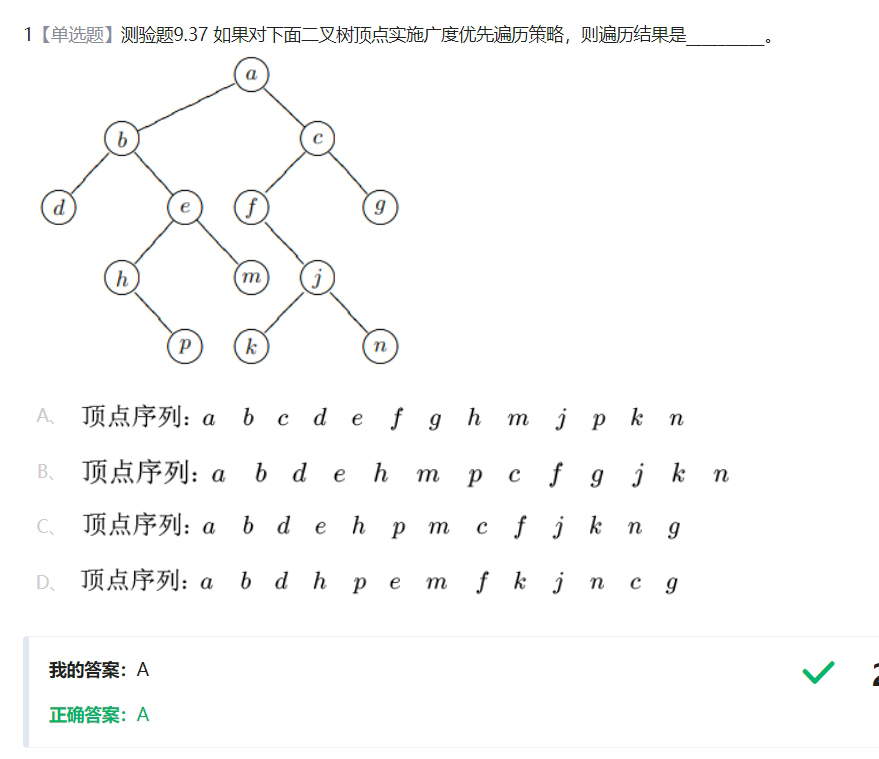 1【单选题】测验题9.37 如果对下面二叉树顶点实施广度优先遍历策略，则遍历结果是________。
a
b c
d e f g
h m j
p k n
A、 顶点序列: a b c d e f g h m j p k n
B、 顶点序列: a b d e h m p c f g j k n
C、 顶点序列: a b d e h p m c f j k n g
D、 顶点序列: a b d h p e m f k j n c g
我的答案：A
正确答案：A